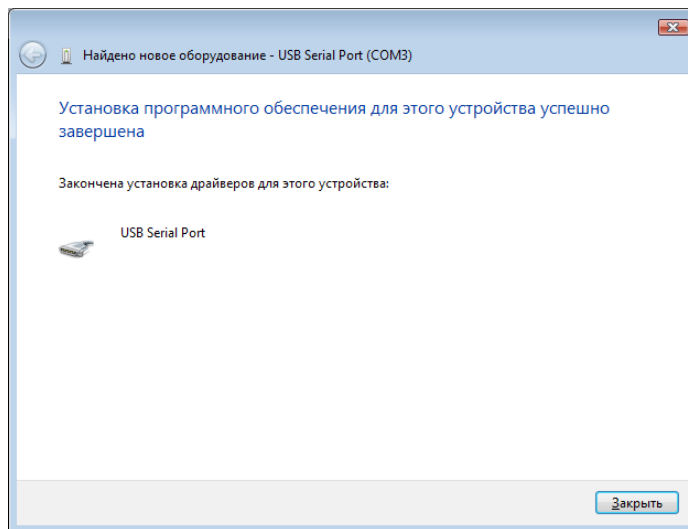 Найдено новое оборудование - USB Serial Port (COM3)
Установка программного обеспечения для этого устройства успешно
завершена
Закончена установка драйверов для этого устройства:
USB Serial Port
Закрыть